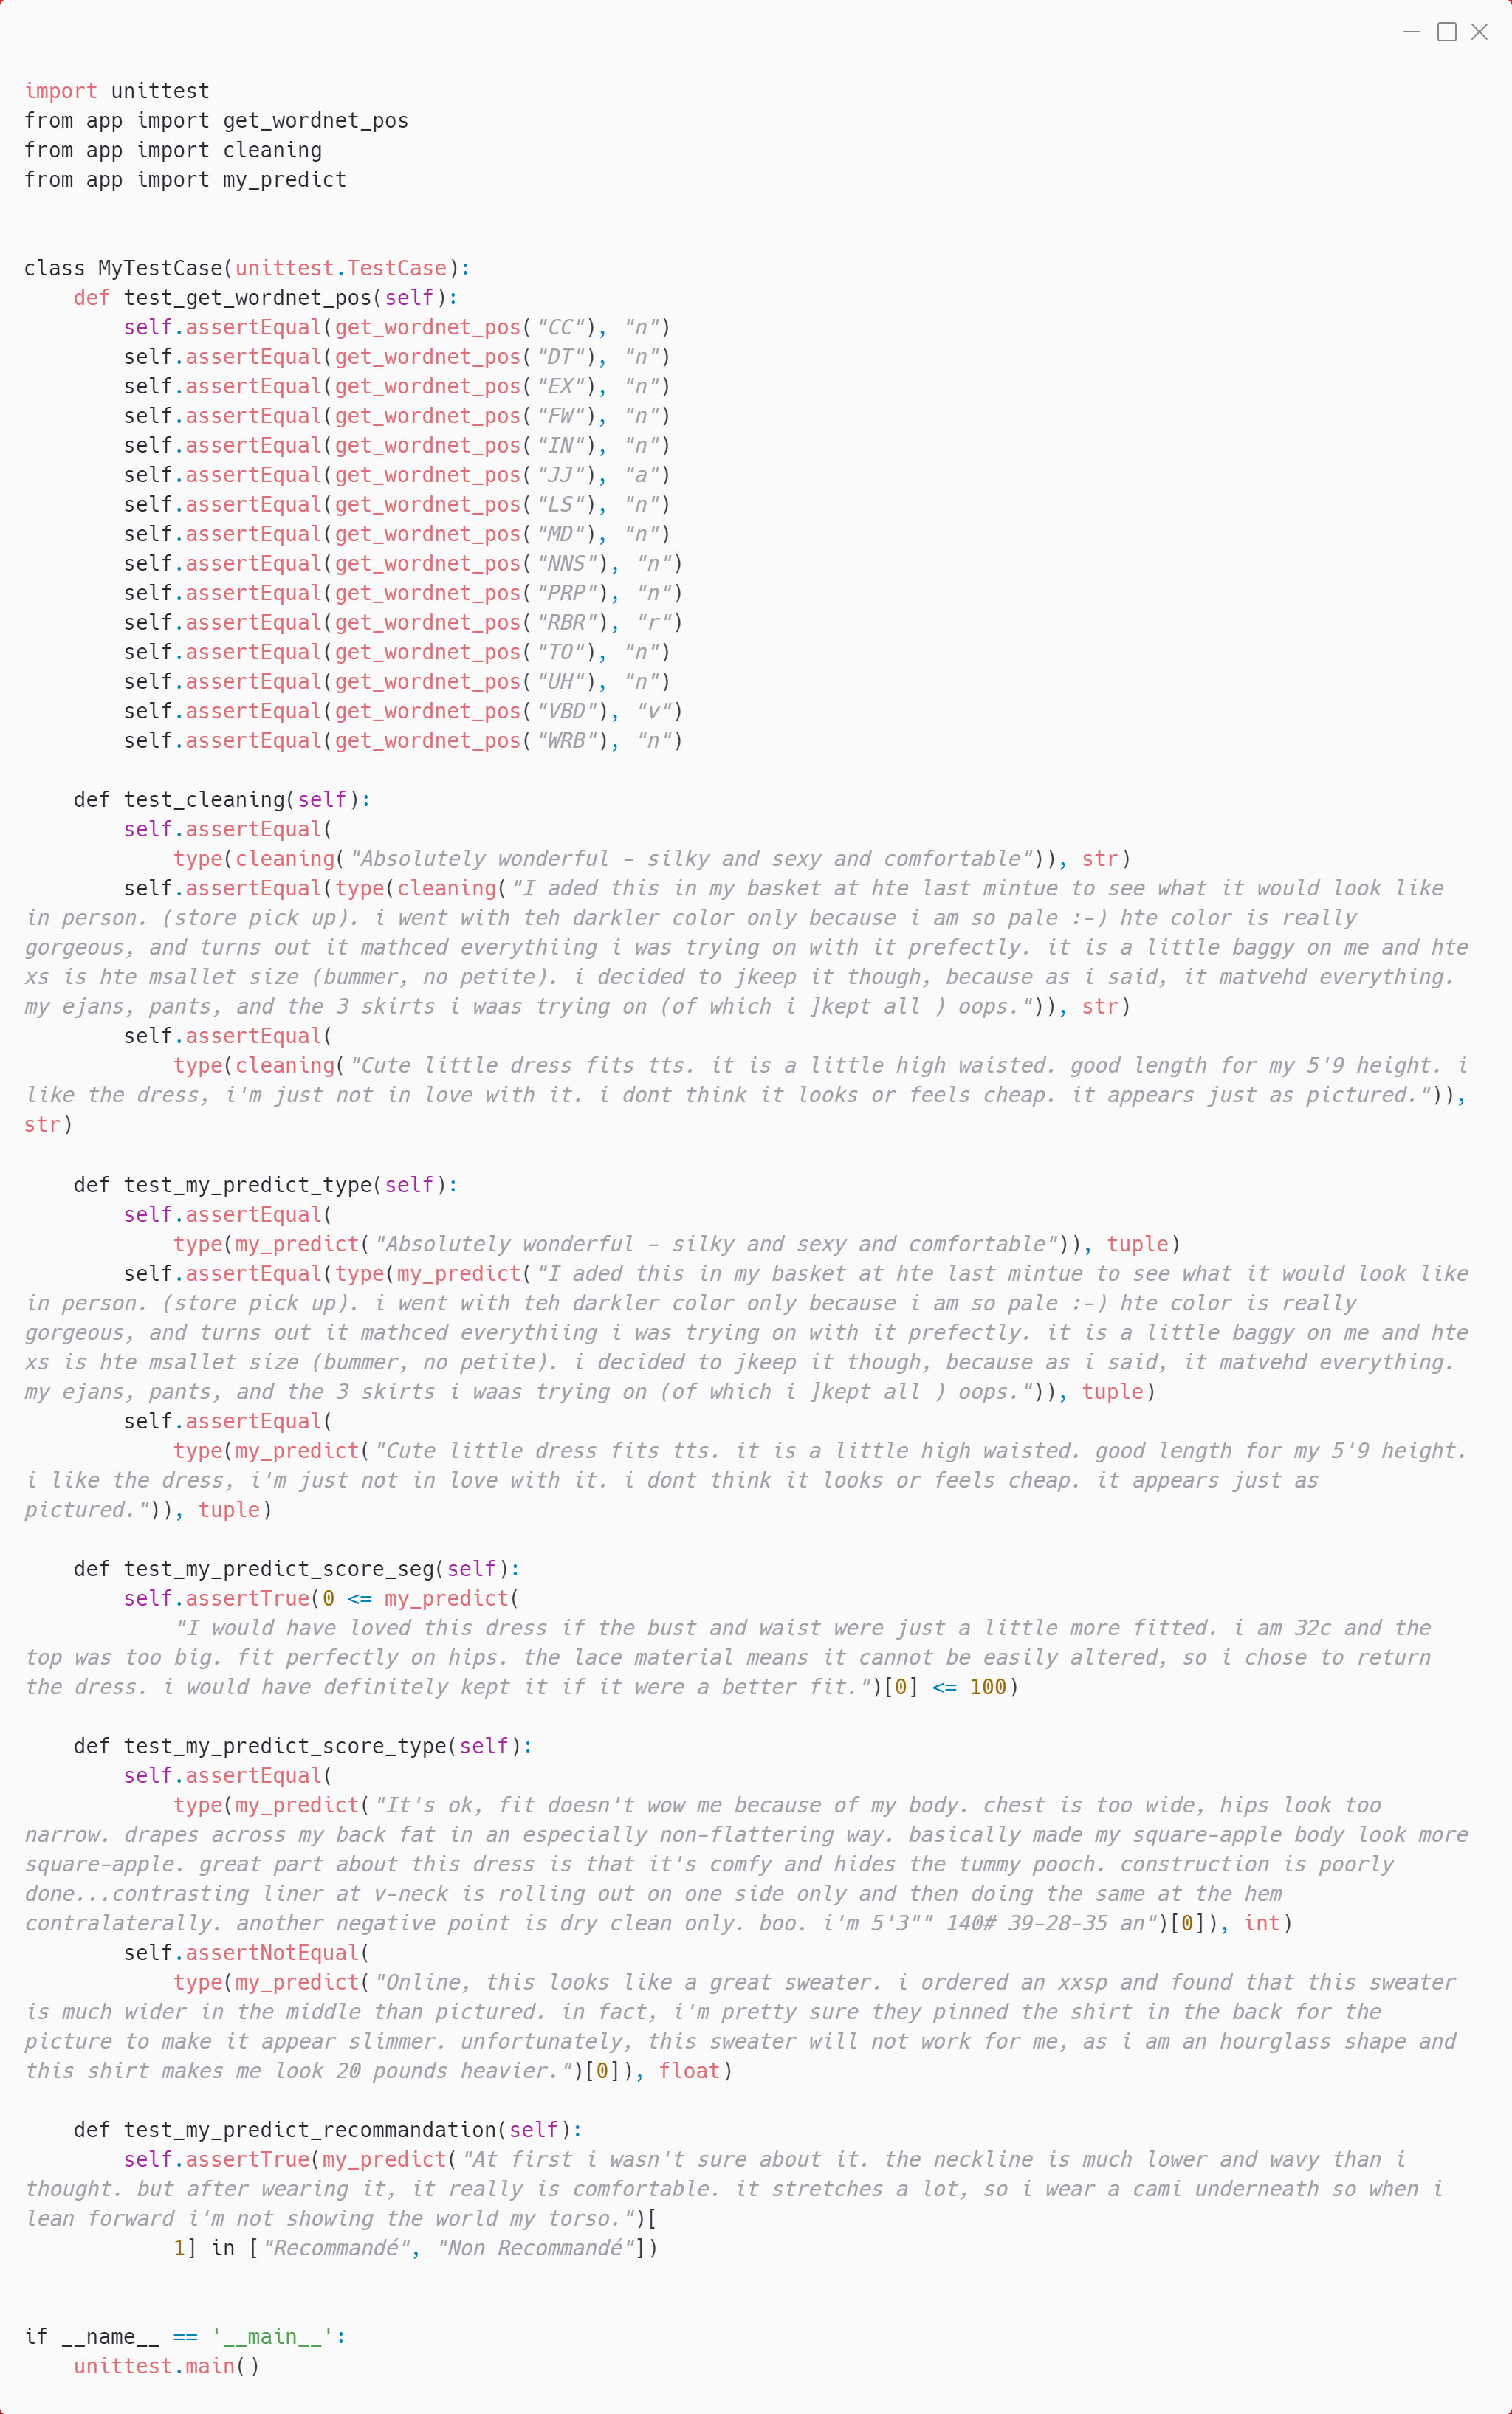 import unittest
from app import get_wordnet_pos
from app import cleaning
from app import my_predict


class MyTestCase(unittest.TestCase):
    def test_get_wordnet_pos(self):
        self.assertEqual(get_wordnet_pos("CC"), "n")
        self.assertEqual(get_wordnet_pos("DT"), "n")
        self.assertEqual(get_wordnet_pos("EX"), "n")
        self.assertEqual(get_wordnet_pos("FW"), "n")
        self.assertEqual(get_wordnet_pos("IN"), "n")
        self.assertEqual(get_wordnet_pos("JJ"), "a")
        self.assertEqual(get_wordnet_pos("LS"), "n")
        self.assertEqual(get_wordnet_pos("MD"), "n")
        self.assertEqual(get_wordnet_pos("NNS"), "n")
        self.assertEqual(get_wordnet_pos("PRP"), "n")
        self.assertEqual(get_wordnet_pos("RBR"), "r")
        self.assertEqual(get_wordnet_pos("TO"), "n")
        self.assertEqual(get_wordnet_pos("UH"), "n")
        self.assertEqual(get_wordnet_pos("VBD"), "v")
        self.assertEqual(get_wordnet_pos("WRB"), "n")

    def test_cleaning(self):
        self.assertEqual(
            type(cleaning("Absolutely wonderful - silky and sexy and comfortable")), str)
        self.assertEqual(type(cleaning("I aded this in my basket at hte last mintue to see what it would look like
in person. (store pick up). i went with teh darkler color only because i am so pale :-) hte color is really
gorgeous, and turns out it mathced everythiing i was trying on with it prefectly. it is a little baggy on me and hte
xs is hte msallet size (bummer, no petite). i decided to jkeep it though, because as i said, it matvehd everything.
my ejans, pants, and the 3 skirts i waas trying on (of which i ]kept all ) oops.")), str)
        self.assertEqual(
            type(cleaning("Cute little dress fits tts. it is a little high waisted. good length for my 5'9 height. i
like the dress, i'm just not in love with it. i dont think it looks or feels cheap. it appears just as pictured.")),
str)

    def test_my_predict_type(self):
        self.assertEqual(
            type(my_predict("Absolutely wonderful - silky and sexy and comfortable")), tuple)
        self.assertEqual(type(my_predict("I aded this in my basket at hte last mintue to see what it would look like
in person. (store pick up). i went with teh darkler color only because i am so pale :-) hte color is really
gorgeous, and turns out it mathced everythiing i was trying on with it prefectly. it is a little baggy on me and hte
xs is hte msallet size (bummer, no petite). i decided to jkeep it though, because as i said, it matvehd everything.
my ejans, pants, and the 3 skirts i waas trying on (of which i ]kept all ) oops.")), tuple)
        self.assertEqual(
            type(my_predict("Cute little dress fits tts. it is a little high waisted. good length for my 5'9 height.
i like the dress, i'm just not in love with it. i dont think it looks or feels cheap. it appears just as
pictured.")), tuple)

    def test_my_predict_score_seg(self):
        self.assertTrue(0 <= my_predict(
            "I would have loved this dress if the bust and waist were just a little more fitted. i am 32c and the
top was too big. fit perfectly on hips. the lace material means it cannot be easily altered, so i chose to return
the dress. i would have definitely kept it if it were a better fit.")[0] <= 100)

    def test_my_predict_score_type(self):
        self.assertEqual(
            type(my_predict("It's ok, fit doesn't wow me because of my body. chest is too wide, hips look too
narrow. drapes across my back fat in an especially non-flattering way. basically made my square-apple body look more
square-apple. great part about this dress is that it's comfy and hides the tummy pooch. construction is poorly
done...contrasting liner at v-neck is rolling out on one side only and then doing the same at the hem
contralaterally. another negative point is dry clean only. boo. i'm 5'3"" 140# 39-28-35 an")[0]), int)
        self.assertNotEqual(
            type(my_predict("Online, this looks like a great sweater. i ordered an xxsp and found that this sweater
is much wider in the middle than pictured. in fact, i'm pretty sure they pinned the shirt in the back for the
picture to make it appear slimmer. unfortunately, this sweater will not work for me, as i am an hourglass shape and
this shirt makes me look 20 pounds heavier.")[0]), float)

    def test_my_predict_recommandation(self):
        self.assertTrue(my_predict("At first i wasn't sure about it. the neckline is much lower and wavy than i
thought. but after wearing it, it really is comfortable. it stretches a lot, so i wear a cami underneath so when i
lean forward i'm not showing the world my torso.")[
            1] in ["Recommandé", "Non Recommandé"])


if __name__ == '__main__':
    unittest.main()